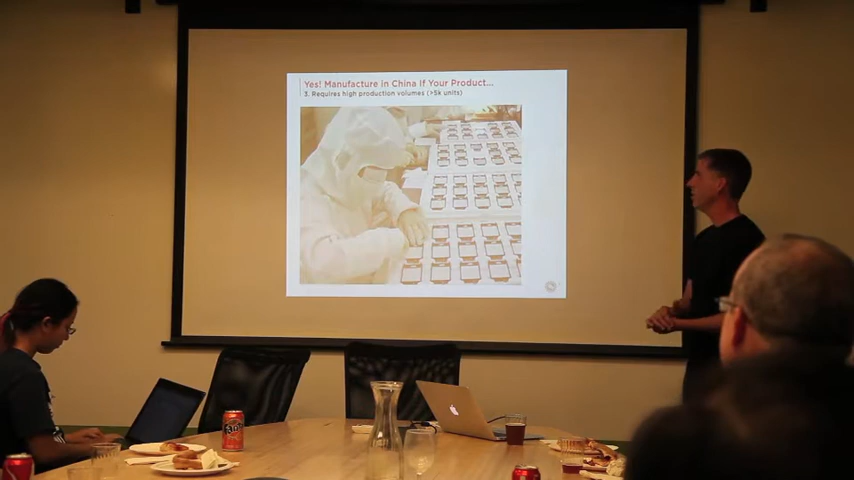 Yes! Manufacture in China If Your Product...
3. Requires high production volumes (>5k units)